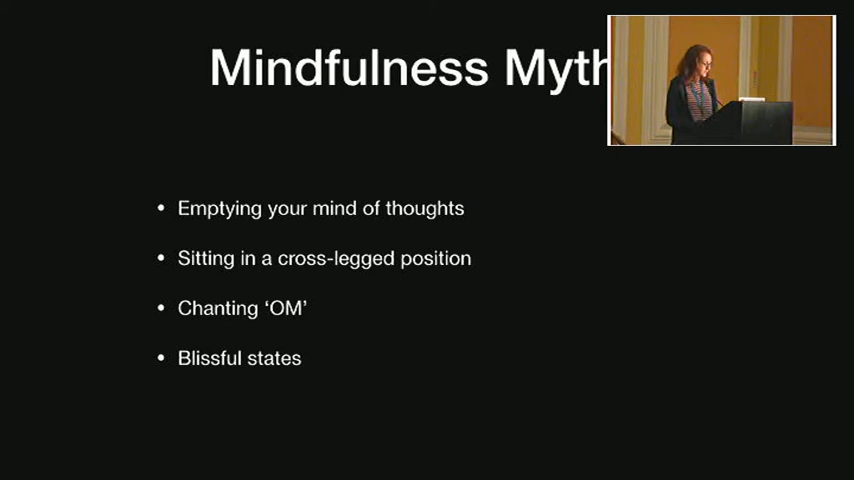 Mindfulness Myth
Emptying your mind of thoughts
Sitting in a cross-legged position
Chanting ‘OM’
Blissful states